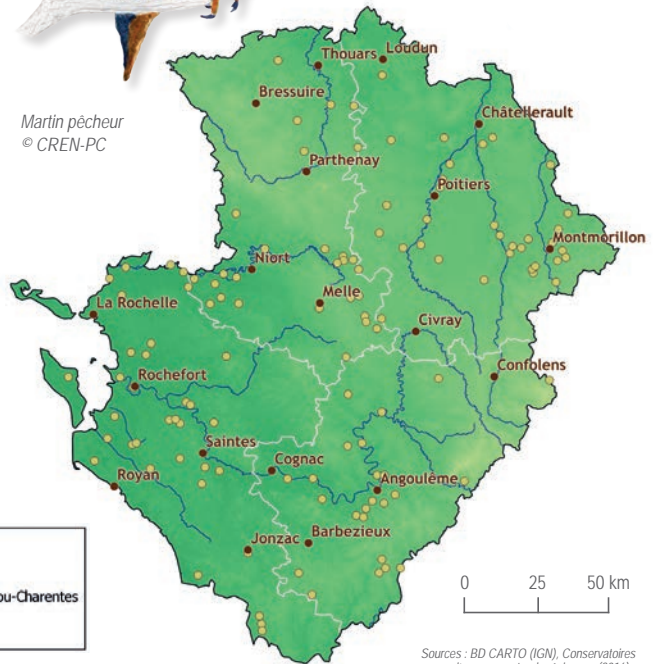 Martin pêcheur
© CREN-PC
Thouars
Loudun
Bressuire
Châtellerault
Parthenay
Poitiers
Montmorillon
Niort
La Rochelle
Melle
Civray
Rochefort
Confolens
Saintes
Cognac
Royan
Angoulême
Jonzac
Barbezieux
ou-Charentes
0 25 50 km
Sources : BD CARTO (IGN), Conservatoires